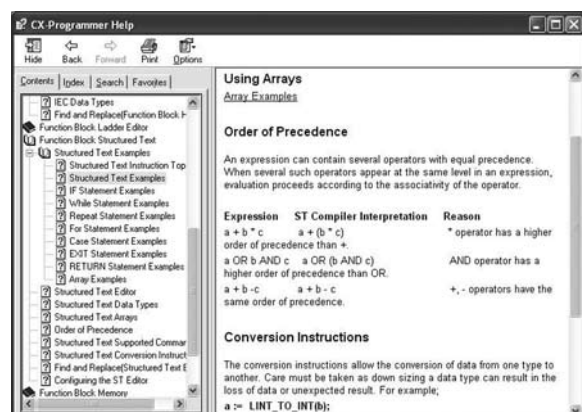 CX-Programmer Help
Hide Back Forward Print Options
Contents Index Search Favorites
IEC Data Types
Find and Replace(Function Block H
Function Block Ladder Editor
Function Block Structured Text
Structured Text Examples
Structured Text Instruction Top
Structured Text Examples
IF Statement Examples
While Statement Examples
Repeat Statement Examples
For Statement Examples
Case Statement Examples
EXIT Statement Examples
RETURN Statement Examples
Array Examples
Structured Text Editor
Structured Text Data Types
Structured Text Arrays
Order of Precedence
Structured Text Supported Commar
Structured Text Conversion Instruct
Find and Replace(Structured Text E
Configuring the ST Editor
Function Block Memory
Using Arrays
Array Examples
Order of Precedence
An expression can contain several operators with equal precedence.
When several such operators appear at the same level in an expression,
evaluation proceeds according to the associativity of the operator.
Expression ST Compiler Interpretation Reason
a + b * c a + (b * c) * operator has a higher
order of precedence than +.
a OR b AND c a OR (b AND c) AND operator has a
higher order of precedence than OR.
a + b -c a + b - c +, - operators have the
same order of precedence.
Conversion Instructions
The conversion instructions allow the conversion of data from one type to
another. Care must be taken as down sizing a data type can result in the
loss of data or unexpected result. For example;
a := LINT_TO_INT(b);